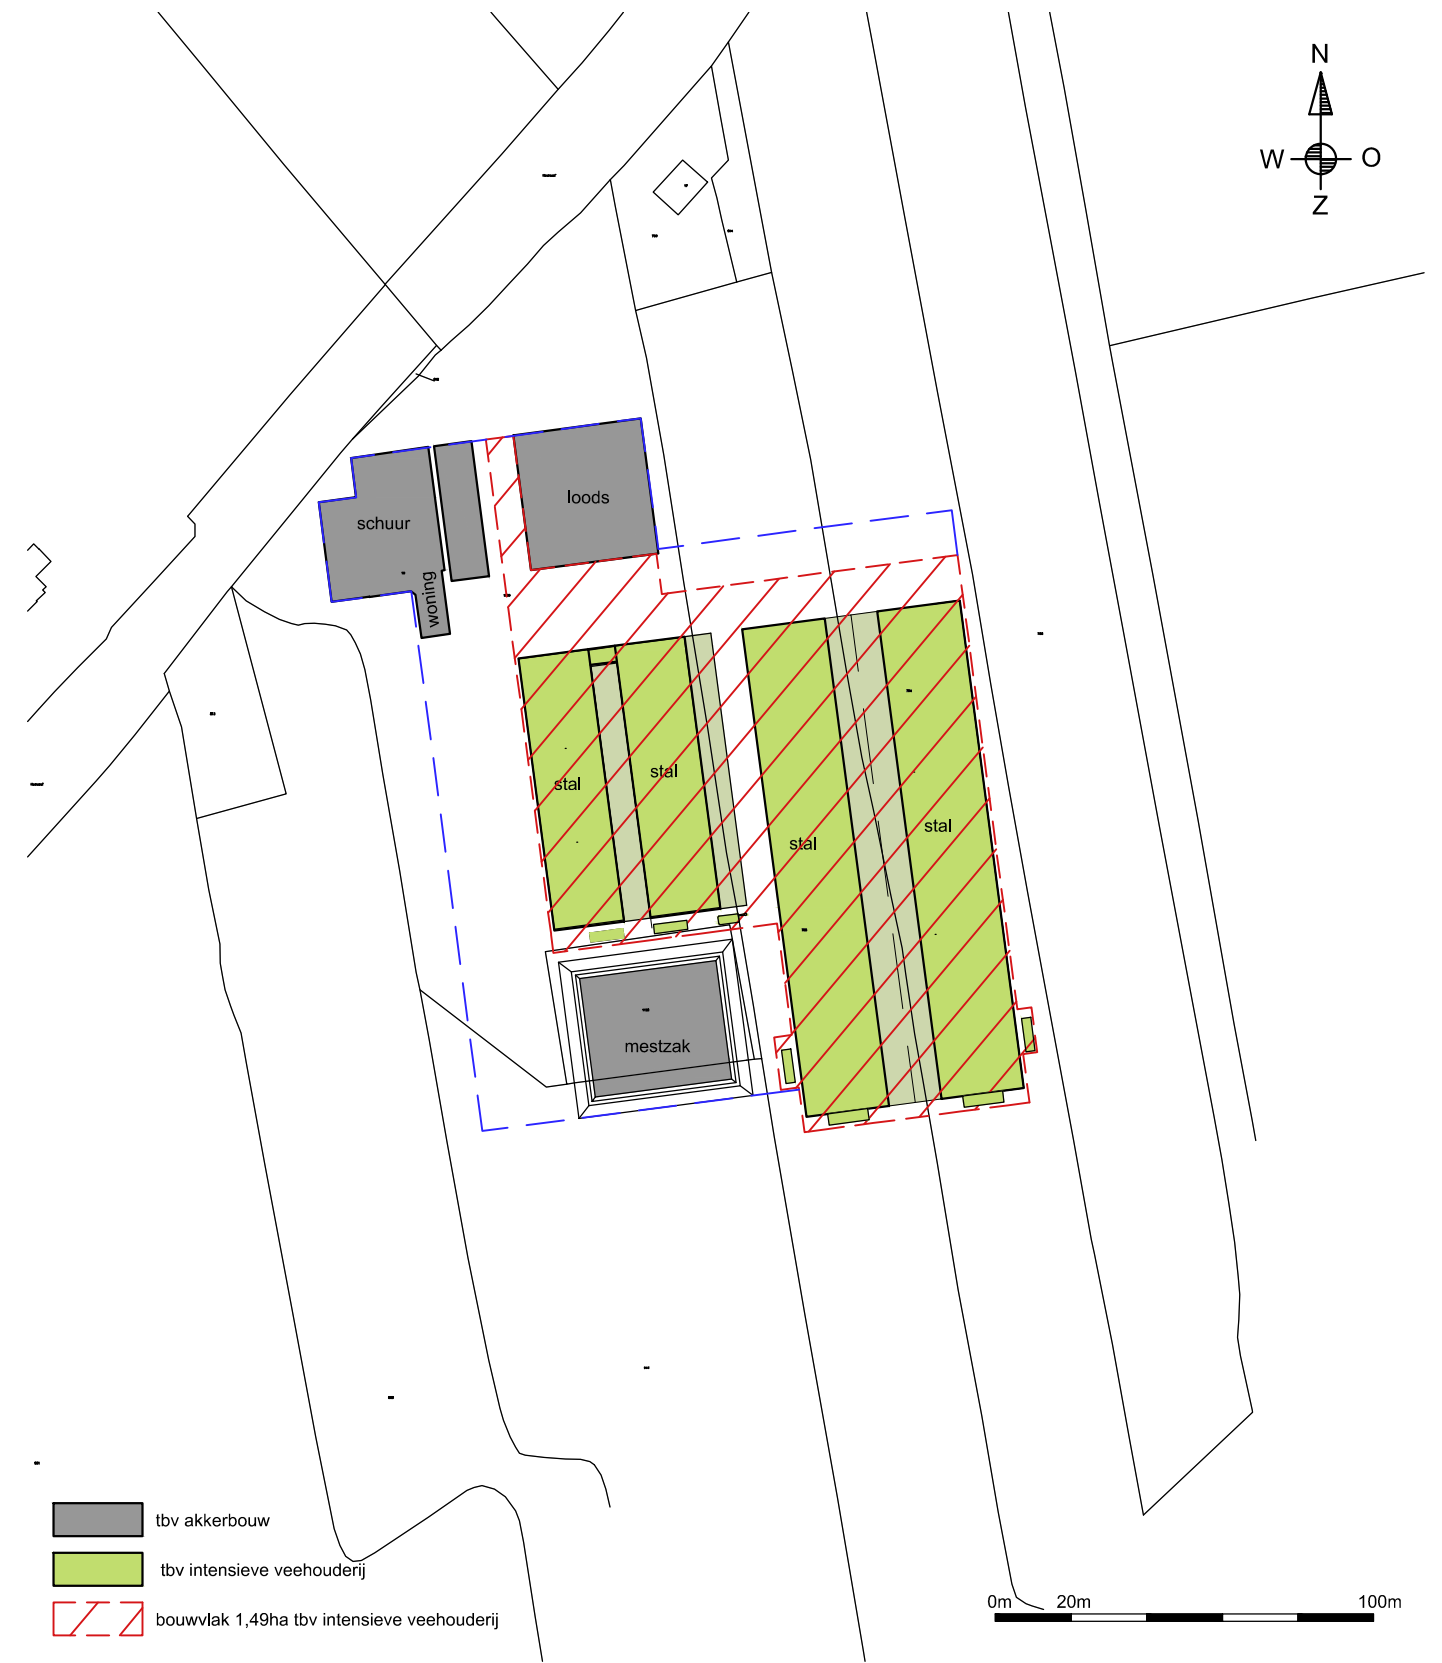 N
W O
Z
loods
schuur
woning
stal
stal
stal
stal
mestzak
tbv akkerbouw
tbv intensieve veehouderij
bouwvlak 1,49ha tbv intensieve veehouderij
0m 20m 100m